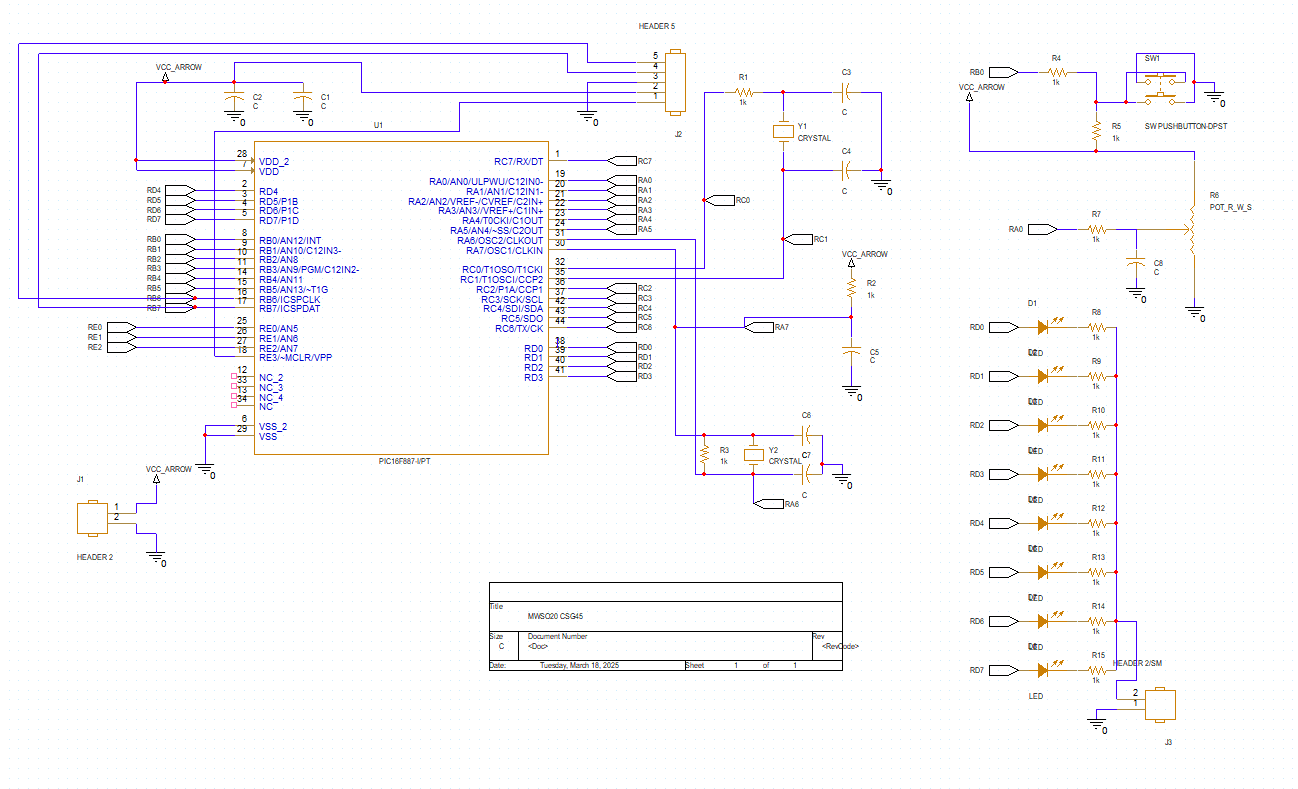 HEADER 5
5
4
3
2
1
J2
VCC_ARROW
C2
C
C1
C
0
0
0
U1
28
VDD_2
7
VDD
RD4
2
RD4
RD5
3
RD5/P1B
RD6
4
RD6/P1C
RD7
5
RD7/P1D
RB0
8
RB0/AN12/INT
RB1
9
RB1/AN10/C12IN3-
RB2
10
RB2/AN8
RB3
11
RB3/AN9/PGM/C12IN2-
RB4
14
RB4/AN11
RB5
15
RB5/AN13/~T1G
RB6
16
RB6/ICSPCLK
RB7
17
RB7/ICSPDAT
RE0
25
RE0/AN5
RE1
26
RE1/AN6
RE2
27
RE2/AN7
18
RE3/~MCLR/VPP
12
NC_2
33
NC_3
13
NC_4
34
NC
6
VSS_2
29
VSS
0
PIC16F887-I/PT
RC7/RX/DT
1
RC7
RA0/AN0/ULPWU/C12IN0-
19
RA0
RA1/AN1/C12IN1-
20
RA1
RA2/AN2/VREF-/CVREF/C2IN+
21
RA2
RA3/AN3//VREF+/C1IN+
22
RA3
RA4/T0CKI/C1OUT
23
RA4
RA5/AN4/~SS/C2OUT
24
RA5
RA6/OSC2/CLKOUT
31
RA7/OSC1/CLKIN
30
RC0/T1OSO/T1CKI
32
RC1/T1OSCI/CCP2
35
RC2/P1A/CCP1
36
RC2
RC3/SCK/SCL
37
RC3
RC4/SDI/SDA
42
RC4
RC5/SDO
43
RC5
RC6/TX/CK
44
RC6
RD0
38
RD0
RD1
39
RD1
RD2
40
RD2
RD3
41
RD3
R1
1k
C3
C
Y1
CRYSTAL
C4
C
0
RC0
RC1
VCC_ARROW
R2
1k
RA7
C5
C
0
R3
1k
Y2
CRYSTAL
C6
C7
C
0
RA6
J1
VCC_ARROW
1
2
HEADER 2
0
RB0
R4
1k
SW1
0
VCC_ARROW
R5
1k
SW PUSHBUTTON-DPST
R6
POT_R_W_S
RA0
R7
1k
C8
C
0
0
D1
RD0
R8
1k
LED
RD1
R9
1k
LED
RD2
R10
1k
LED
RD3
R11
1k
LED
RD4
R12
1k
LED
RD5
R13
1k
LED
RD6
R14
1k
LED
RD7
R15
1k
LED
HEADER 2/SM
2
1
0
J3
Title
MWSO20 CSG45
Size
C
Document Number
<Doc>
Rev
<RevCode>
Date:
Tuesday, March 18, 2025
Sheet
1
of
1